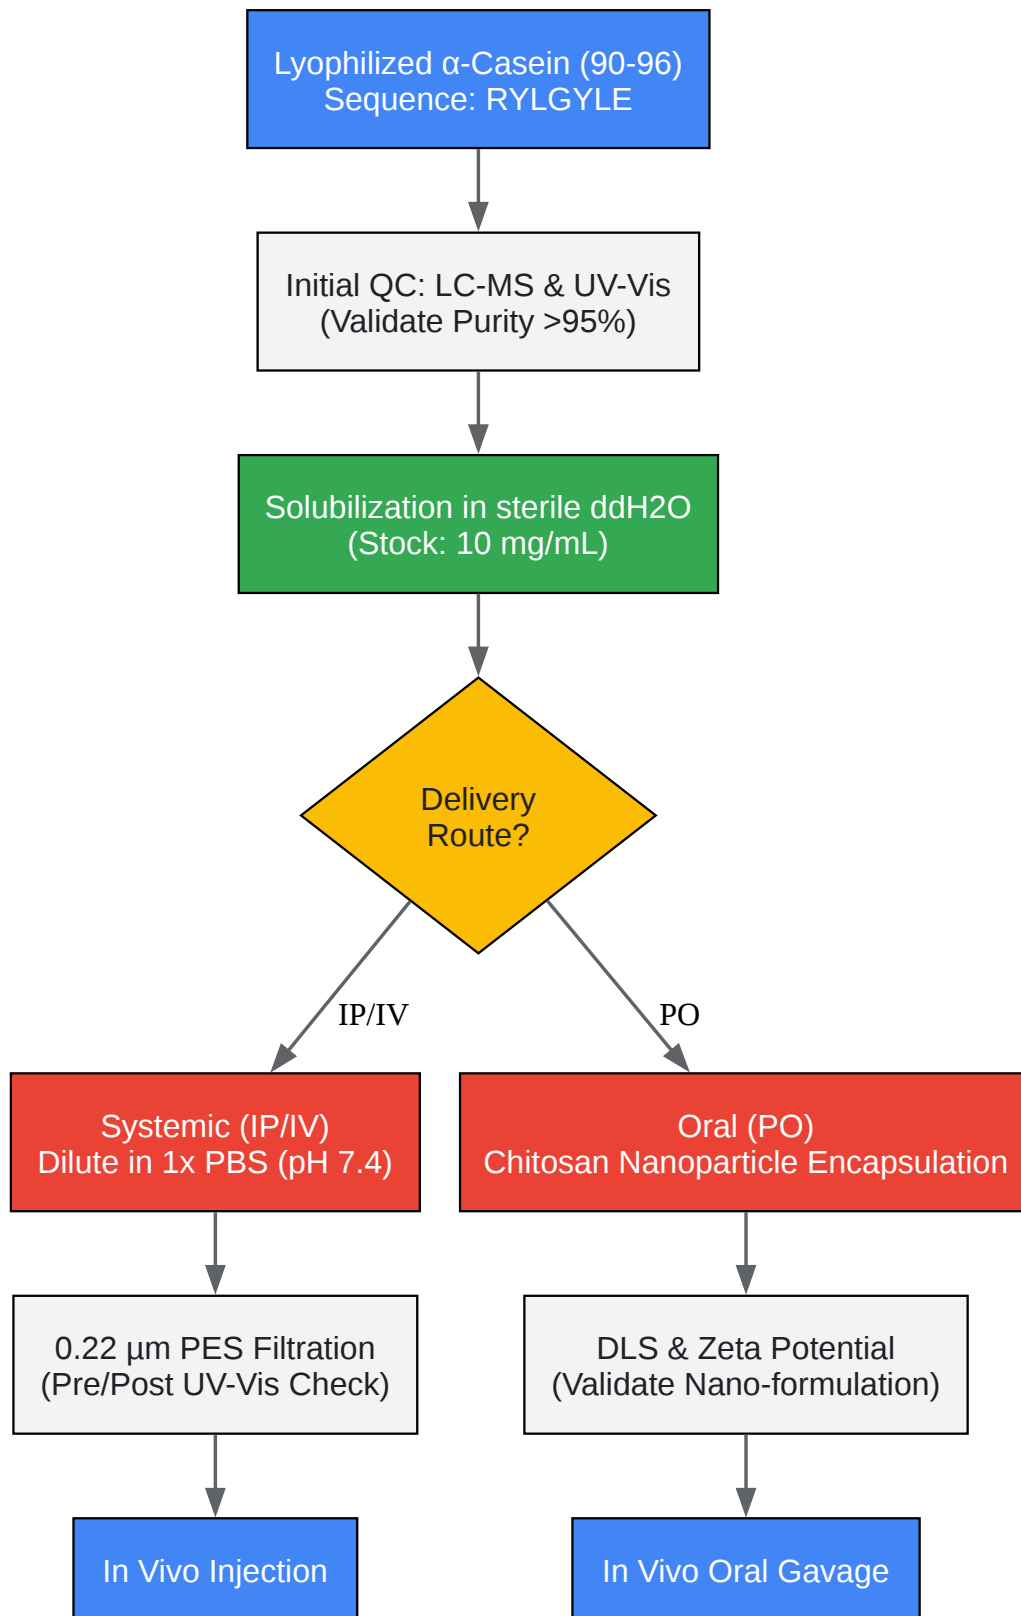 Lyophilized α-Casein (90-96)
Sequence: RYLGYLE
Initial QC: LC-MS & UV-Vis
(Validate Purity >95%)
Solubilization in sterile ddH2O
(Stock: 10 mg/mL)
Delivery
Route?
IP/IV
PO
Systemic (IP/IV)
Dilute in 1x PBS (pH 7.4)
Oral (PO)
Chitosan Nanoparticle Encapsulation
0.22 µm PES Filtration
(Pre/Post UV-Vis Check)
DLS & Zeta Potential
(Validate Nano-formulation)
In Vivo Injection
In Vivo Oral Gavage